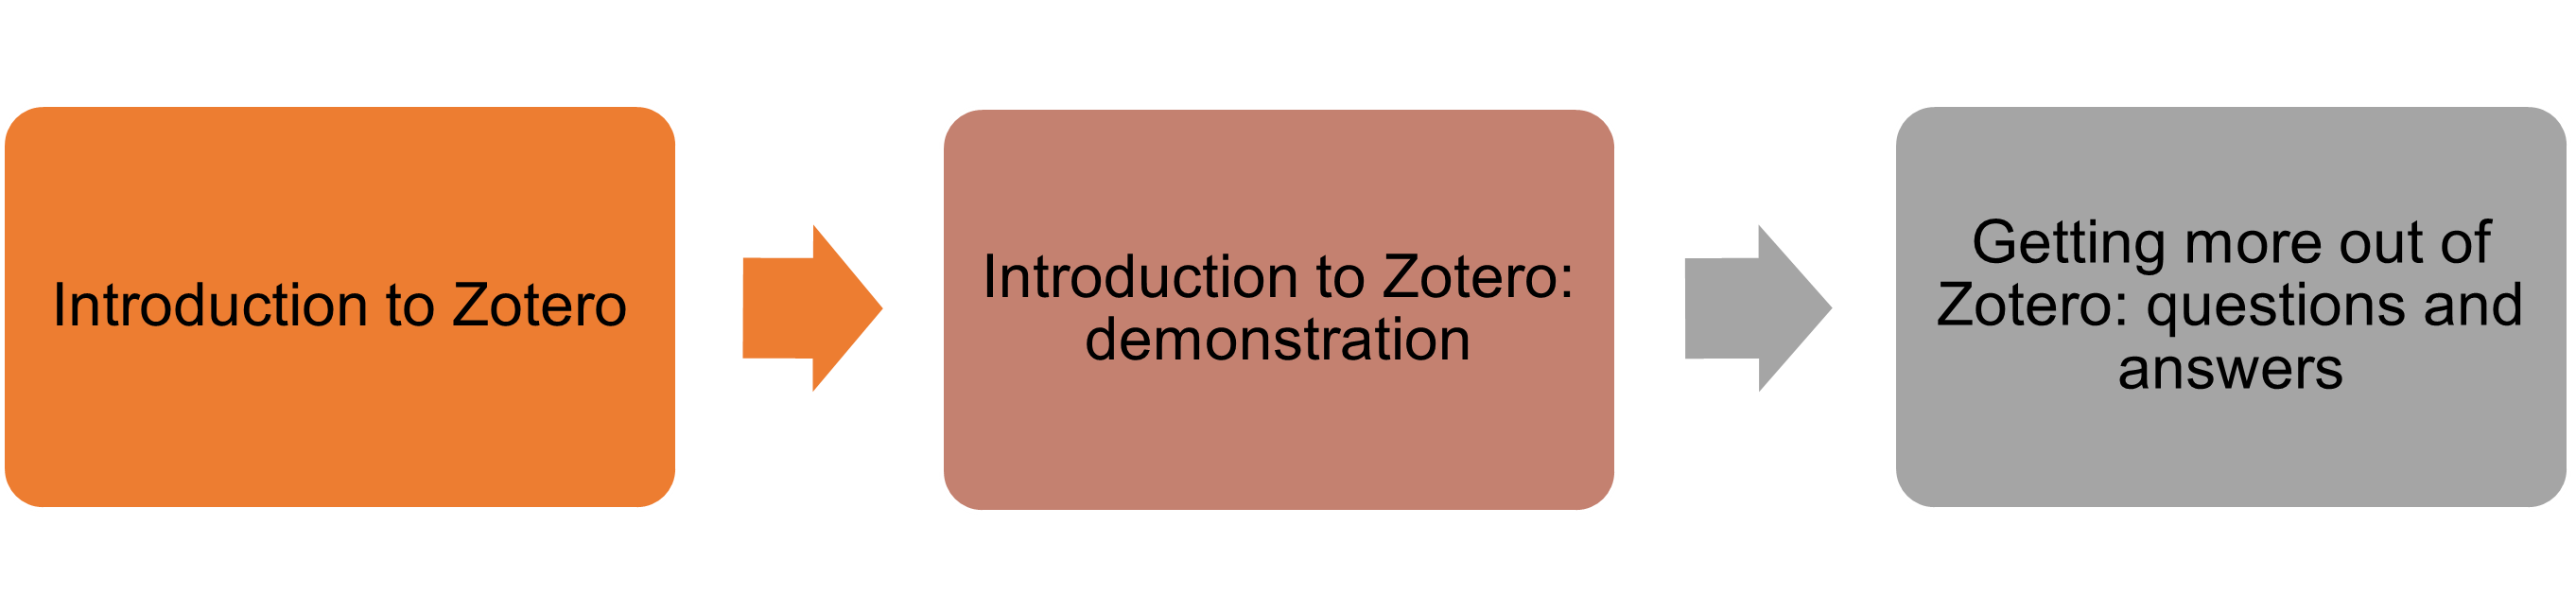 Introduction to Zotero
Introduction to Zotero:
demonstration
Getting more out of
Zotero: questions and
answers